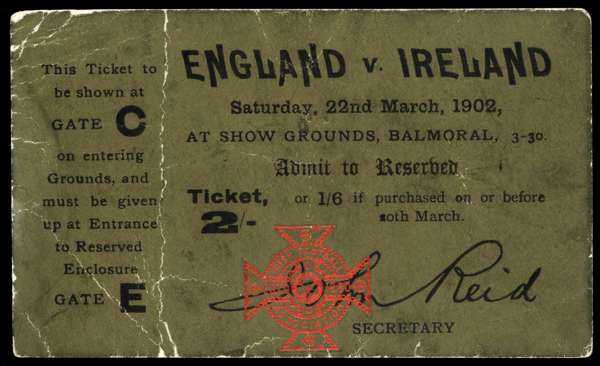 This Ticket to
be shown at
GATE C
on entering
Grounds, and
must be given
up at Entrance
to Reserved
Enclosure
GATE E
ENGLAND v. IRELAND
Saturday, 22nd March, 1902,
AT SHOW GROUNDS, BALMORAL, 3-30.
Admit to Reserved
Ticket, or 1/6 if purchased on or before
2/- 20th March.
John Reid
SECRETARY